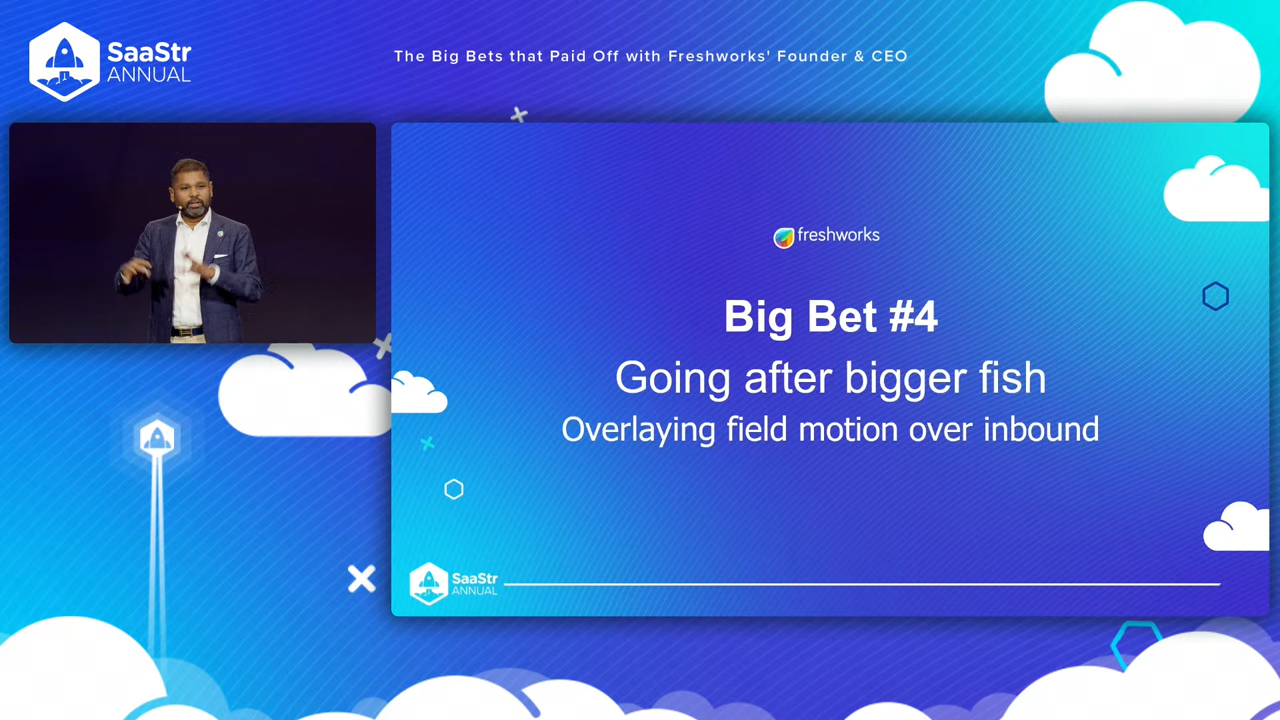 SaaStr
ANNUAL
The Big Bets that Paid Off with Freshworks' Founder & CEO
freshworks
Big Bet #4
Going after bigger fish
Overlaying field motion over inbound
SaaStr
ANNUAL